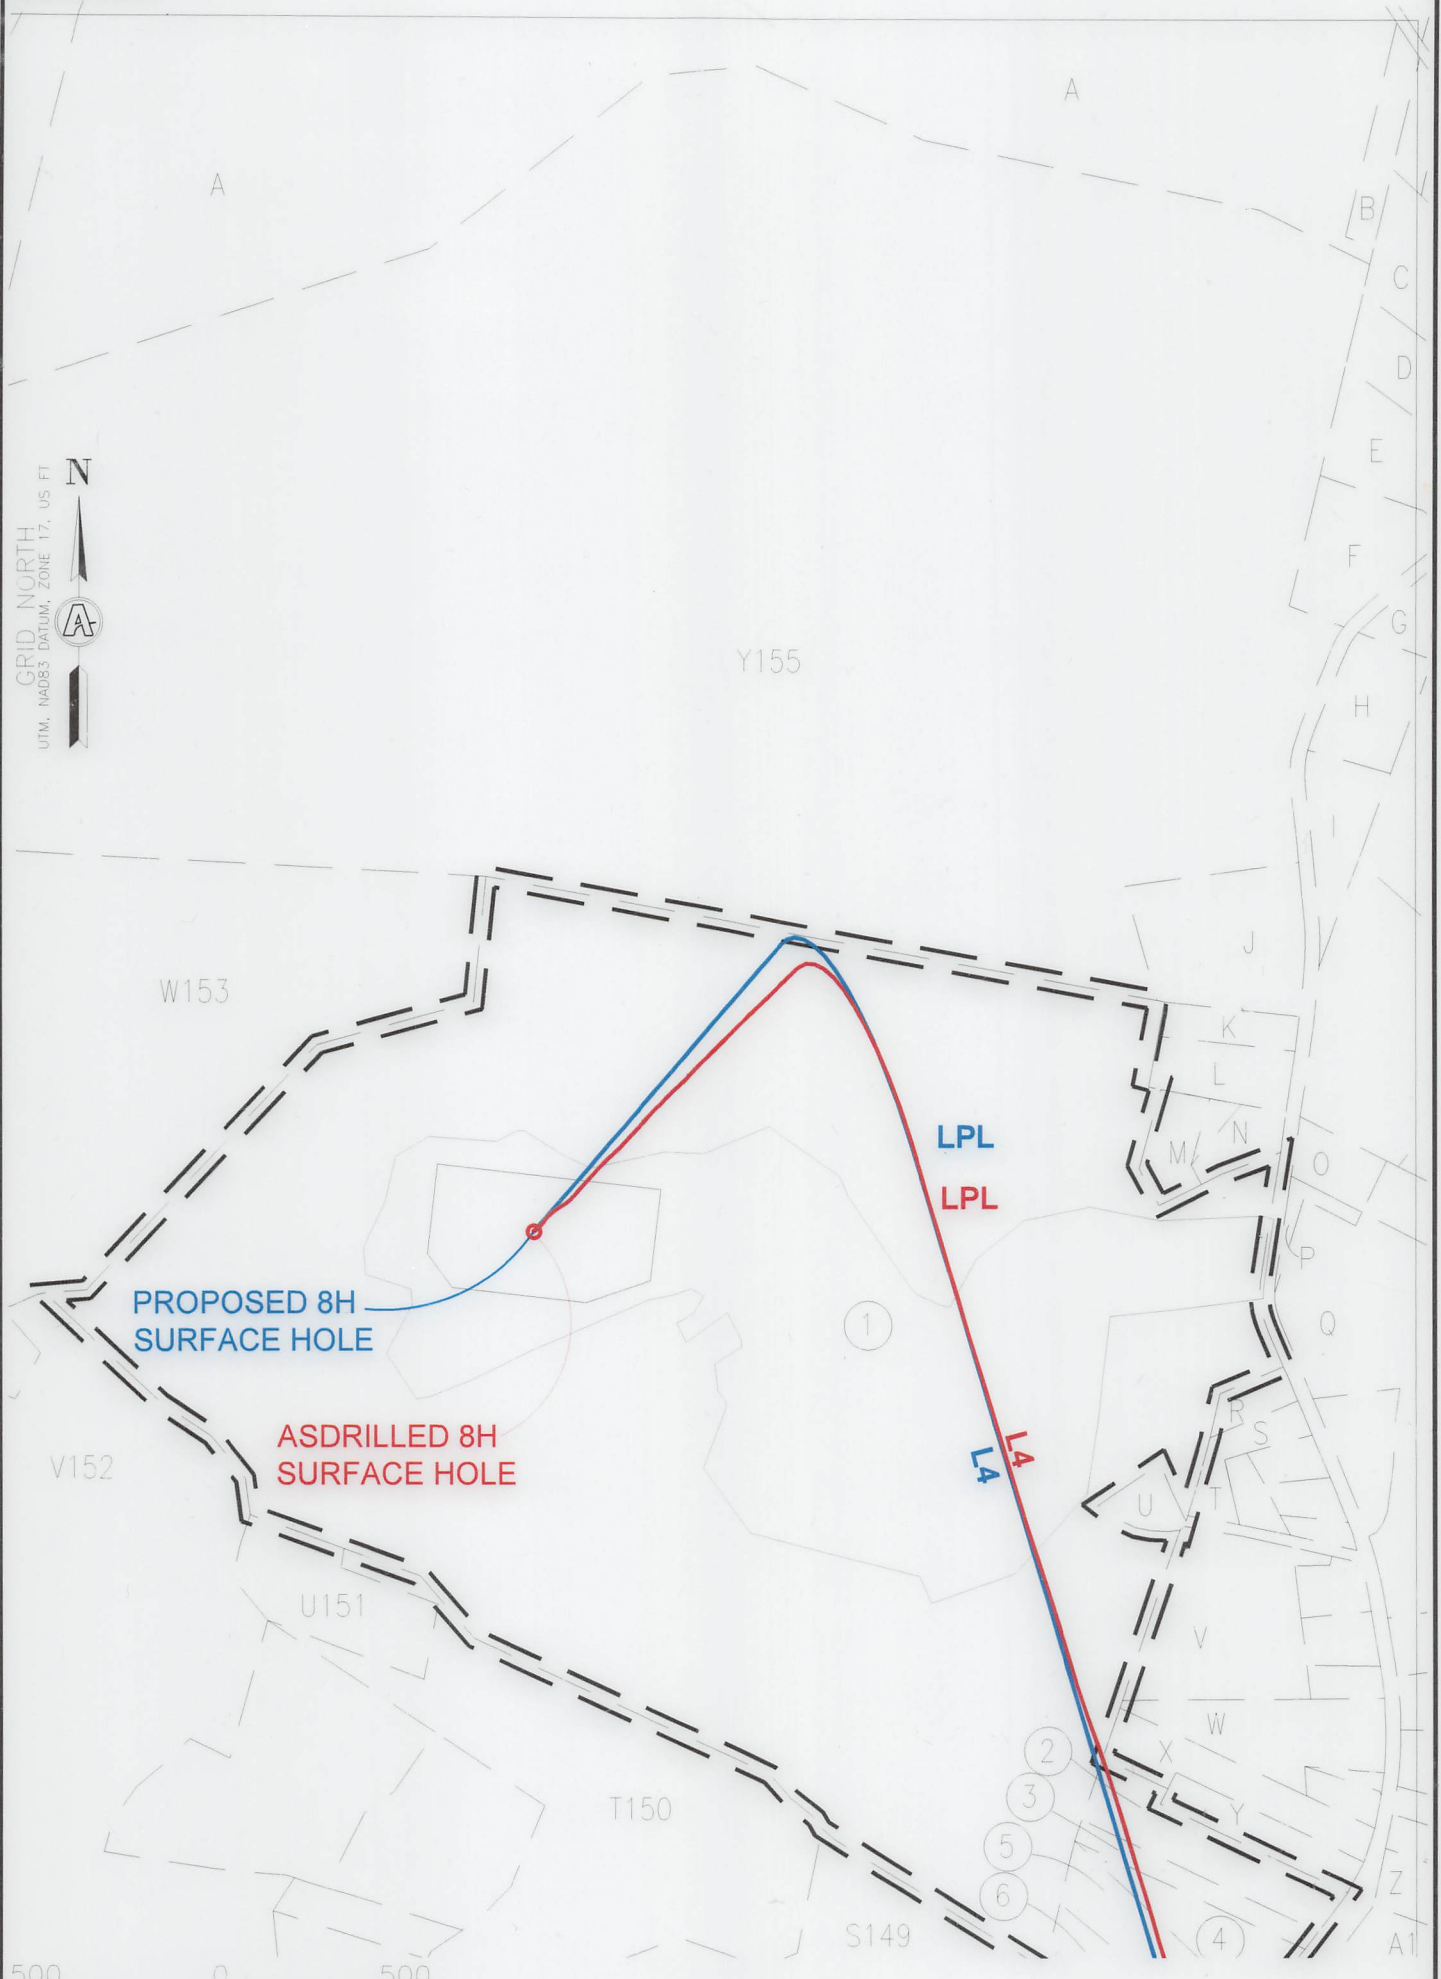 A
A
B
C
D
E
N
GRID NORTH
UTM, NAD83 DATUM, ZONE 17, US FT
A
F
G
Y155
H
I
J
W153
K
L
LPL
M
N
O
LPL
P
PROPOSED 8H
SURFACE HOLE
1
Q
ASDRILLED 8H
SURFACE HOLE
R
S
L4
L4
V152
U
T
U151
V
W
2
X
3
T150
Y
5
6
Z
S149
4
A1
500
0
500